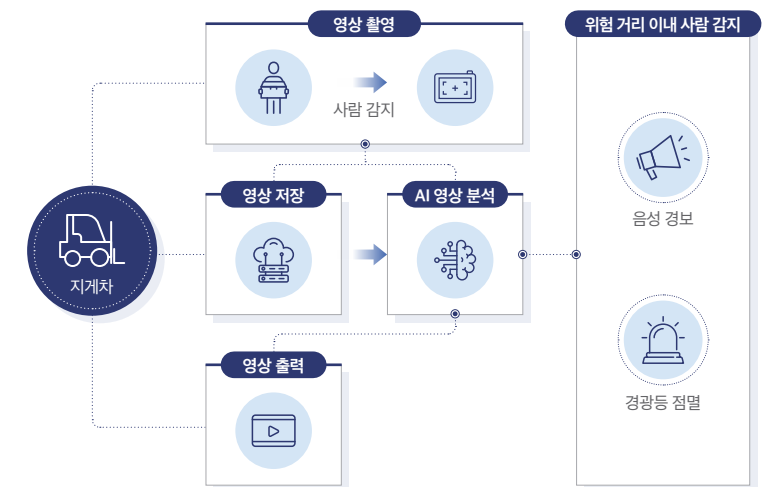 영상 촬영
위험 거리 이내 사람 감지
사람 감지
영상 저장
AI 영상 분석
음성 경보
지게차
영상 출력
경광등 점멸